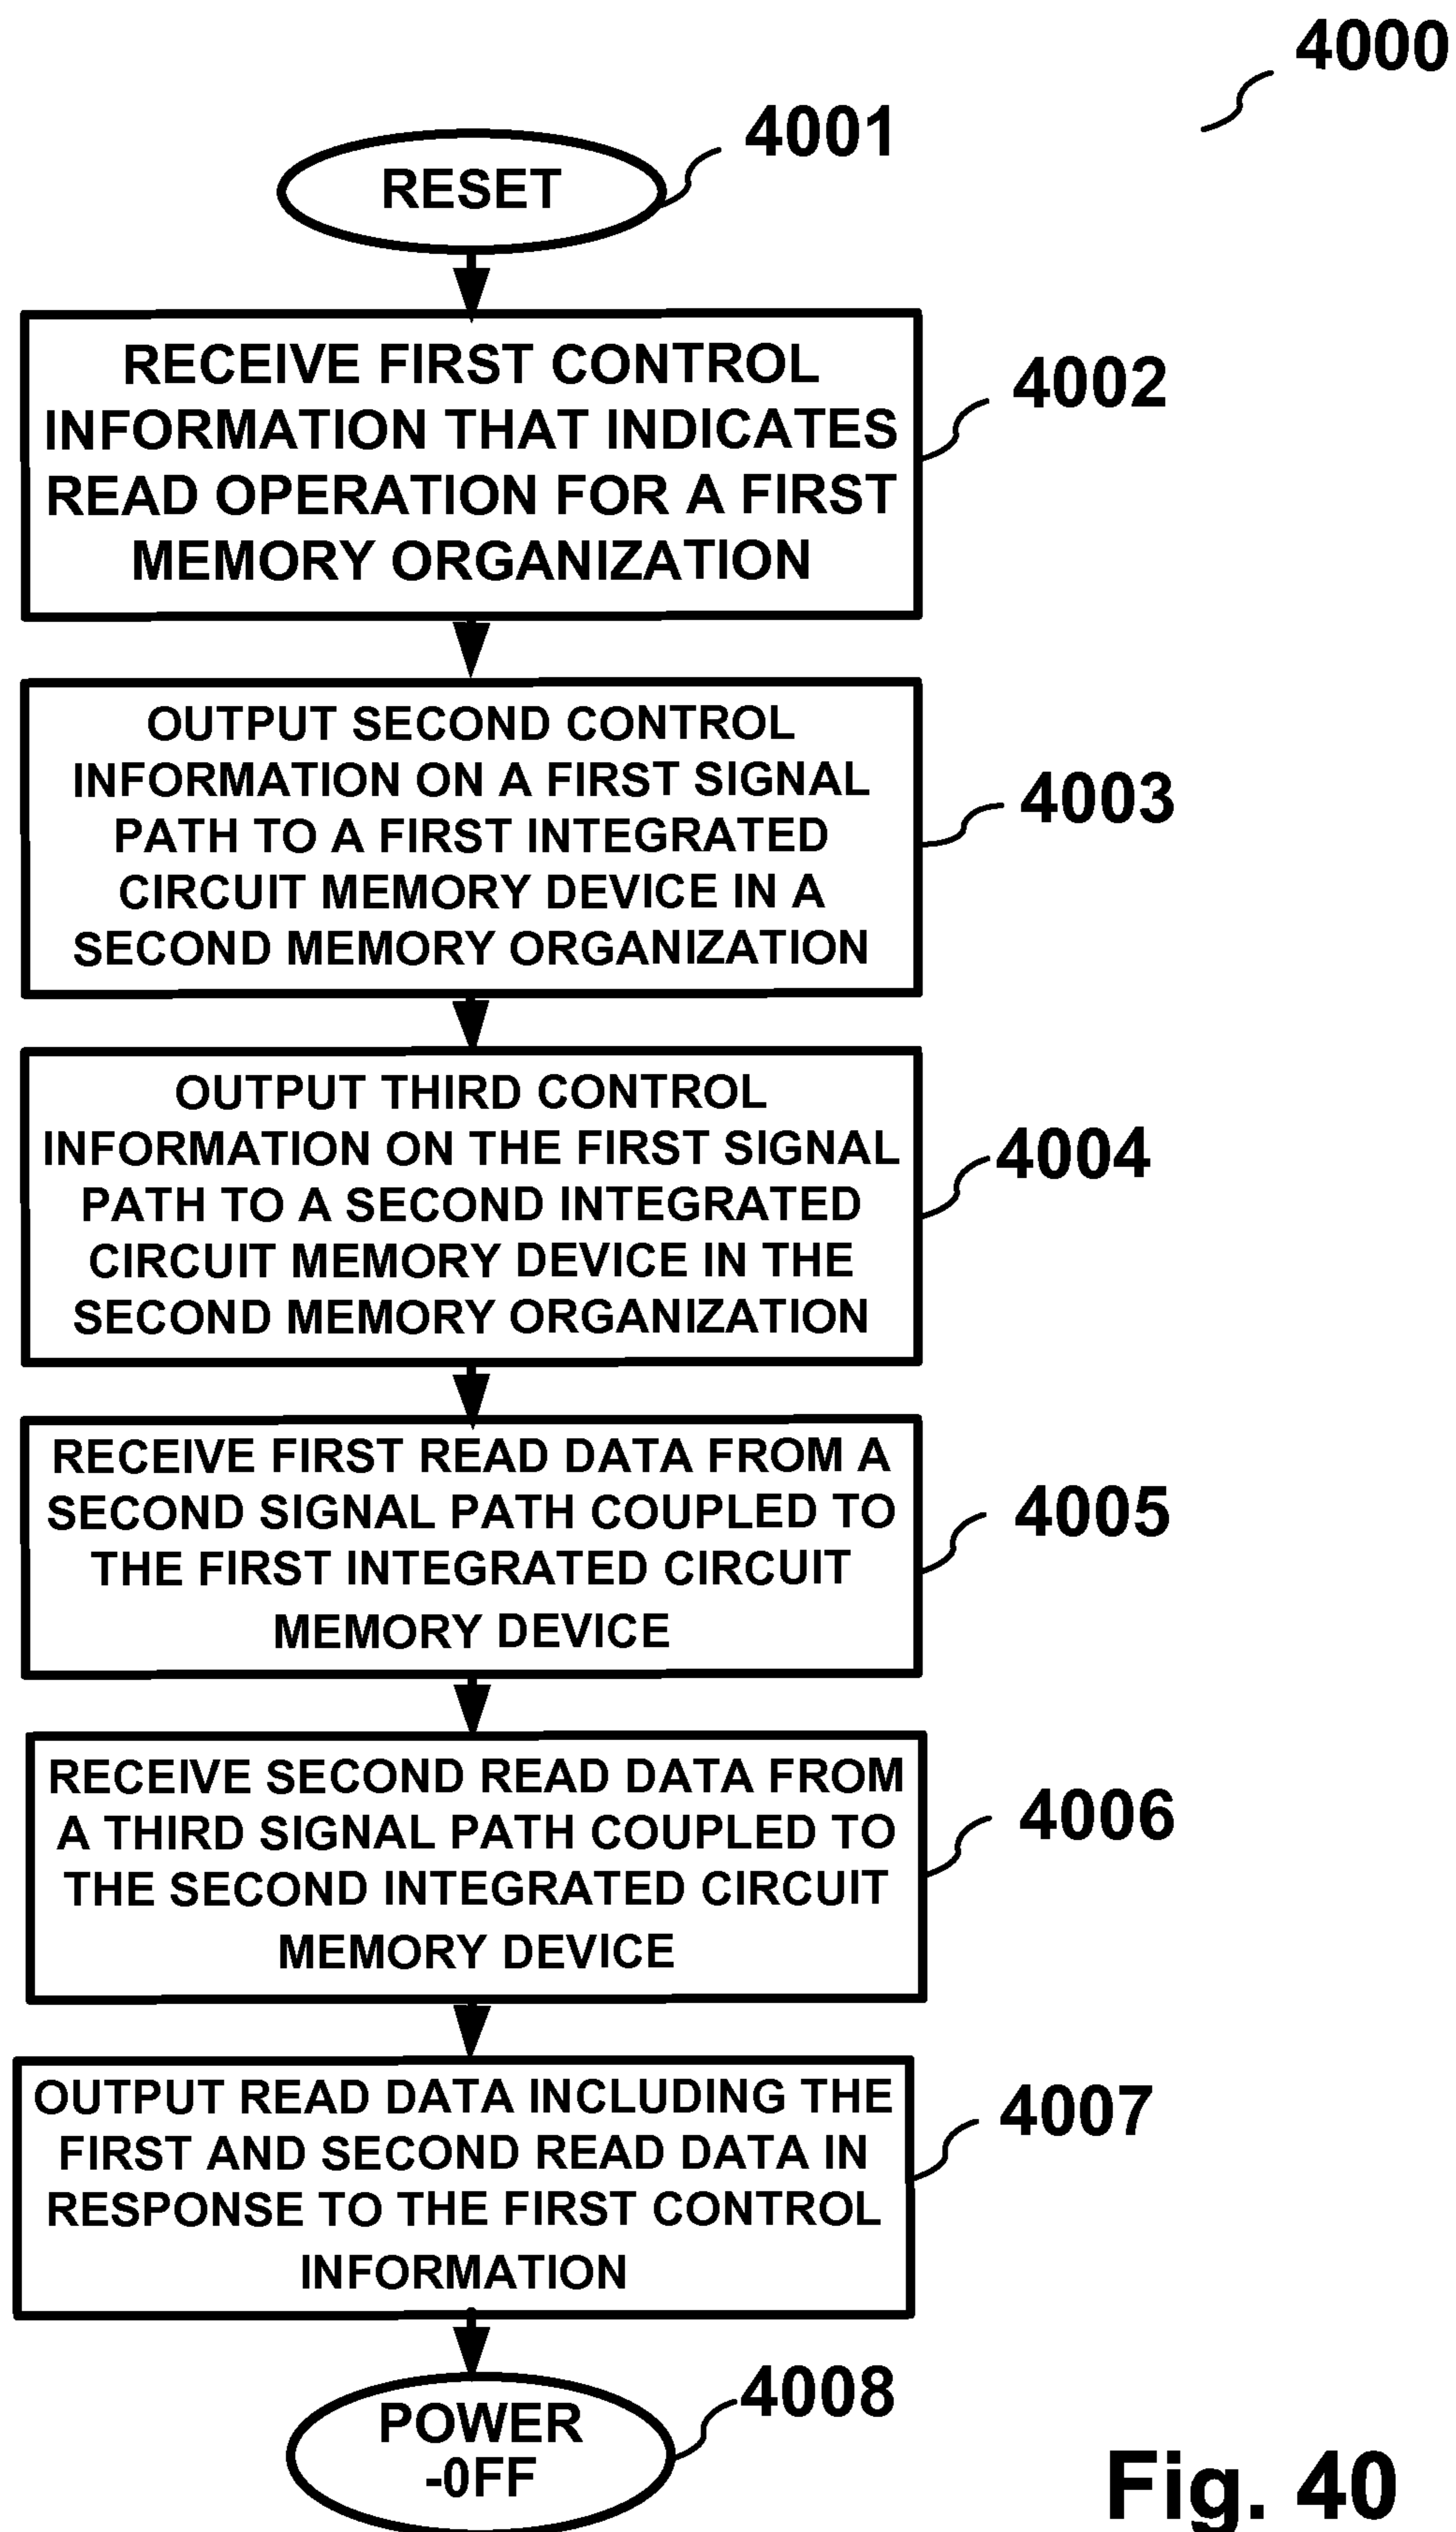 4000
4001
RESET
RECEIVE FIRST CONTROL
INFORMATION THAT INDICATES
READ OPERATION FOR A FIRST
MEMORY ORGANIZATION
4002
OUTPUT SECOND CONTROL
INFORMATION ON A FIRST SIGNAL
PATH TO A FIRST INTEGRATED
CIRCUIT MEMORY DEVICE IN A
SECOND MEMORY ORGANIZATION
4003
OUTPUT THIRD CONTROL
INFORMATION ON THE FIRST SIGNAL
PATH TO A SECOND INTEGRATED
CIRCUIT MEMORY DEVICE IN THE
SECOND MEMORY ORGANIZATION
4004
RECEIVE FIRST READ DATA FROM A
SECOND SIGNAL PATH COUPLED TO
THE FIRST INTEGRATED CIRCUIT
MEMORY DEVICE
4005
RECEIVE SECOND READ DATA FROM
A THIRD SIGNAL PATH COUPLED TO
THE SECOND INTEGRATED CIRCUIT
MEMORY DEVICE
4006
OUTPUT READ DATA INCLUDING THE
FIRST AND SECOND READ DATA IN
RESPONSE TO THE FIRST CONTROL
INFORMATION
4007
POWER
-0FF
4008
Fig. 40